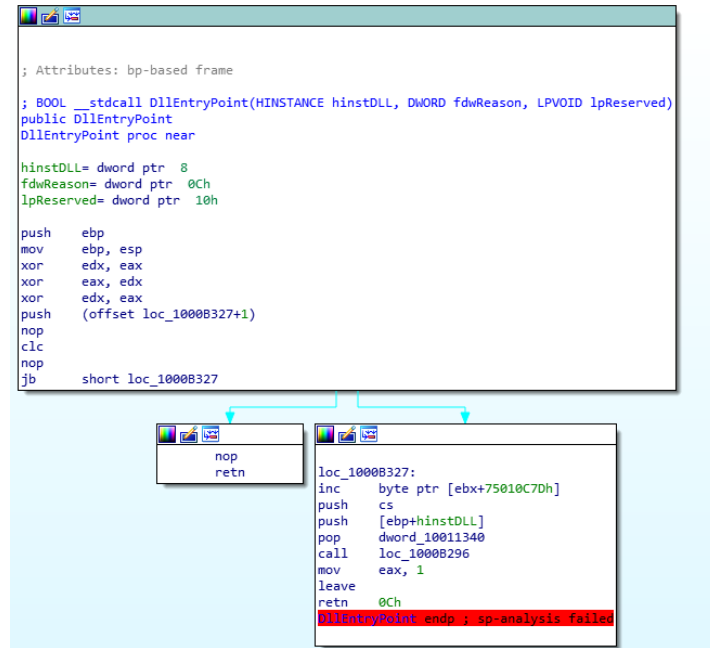 ; Attributes: bp-based frame
; BOOL __stdcall DllEntryPoint(HINSTANCE hinstDLL, DWORD fdwReason, LPVOID lpReserved)
public DllEntryPoint
DllEntryPoint proc near
hinstDLL= dword ptr  8
fdwReason= dword ptr  0Ch
lpReserved= dword ptr  10h
push    ebp
mov     ebp, esp
xor     edx, eax
xor     eax, edx
xor     edx, eax
push    (offset loc_1000B327+1)
nop
clc
nop
jb      short loc_1000B327
nop
retn
loc_1000B327:
inc     byte ptr [ebx+75010C7Dh]
push    cs
push    [ebp+hinstDLL]
pop     dword_10011340
call    loc_1000B296
mov     eax, 1
leave
retn    0Ch
DllEntryPoint endp ; sp-analysis failed